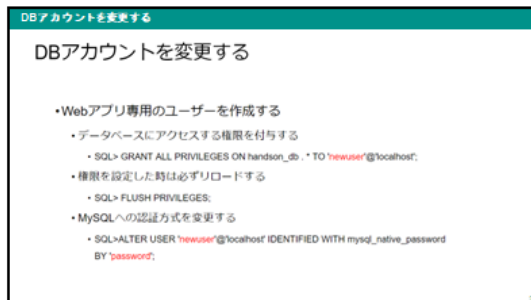 DBアカウントを変更する
DBアカウントを変更する
•Webアプリ専用のユーザーを作成する
• データベースにアクセスする権限を付与する
• SQL> GRANT ALL PRIVILEGES ON handson_db . * TO 'newuser'@'localhost';
•権限を設定した時は必ずリロードする
• SQL> FLUSH PRIVILEGES;
• MySQLへの認証方式を変更する
• SQL>ALTER USER 'newuser'@'localhost' IDENTIFIED WITH mysql_native_password
BY 'password';